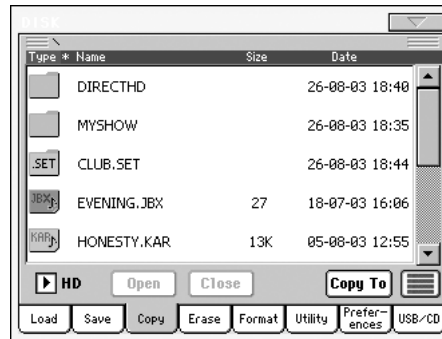 DISK
Type * Name Size Date
DIRECTHD 26-08-03 18:40
MYSHOW 26-08-03 18:35
.SET CLUB.SET 26-08-03 18:44
JBX EVENING.JBX 27 18-07-03 16:06
KAR HONESTY.KAR 13K 05-08-03 12:55
HD Open Close Copy To
Load Save Copy Erase Format Utility Prefer-ences USB/CD